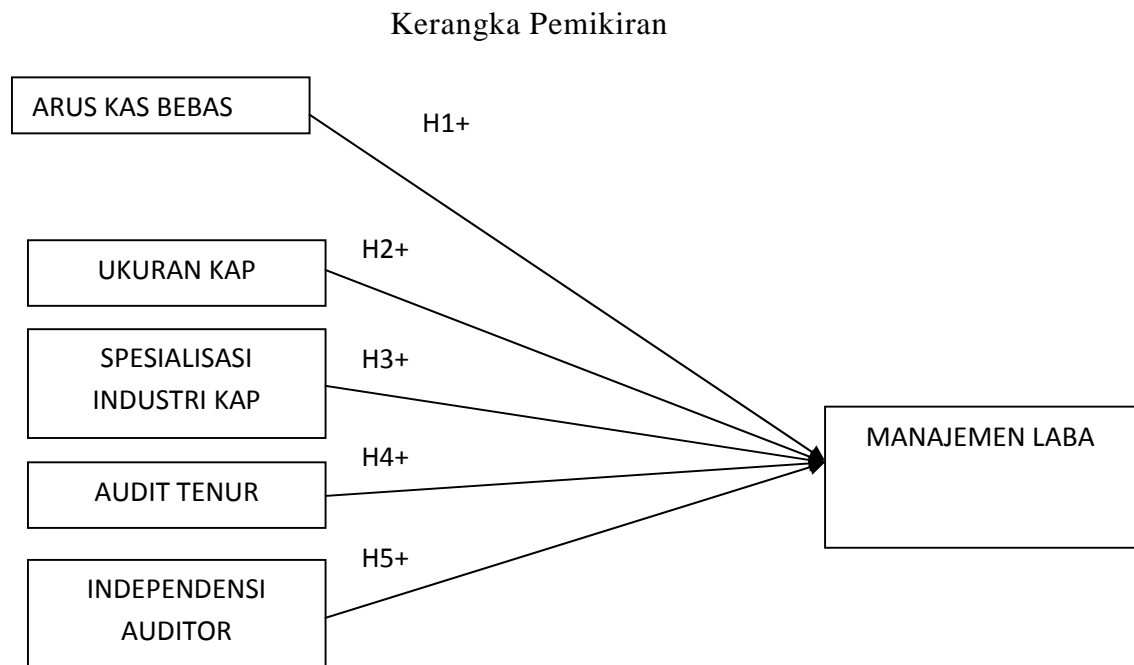 Kerangka Pemikiran
ARUS KAS BEBAS
H1+
UKURAN KAP
H2+
SPESIALISASI
INDUSTRI KAP
H3+
MANAJEMEN LABA
AUDIT TENUR
H4+
INDEPENDENSI
AUDITOR
H5+